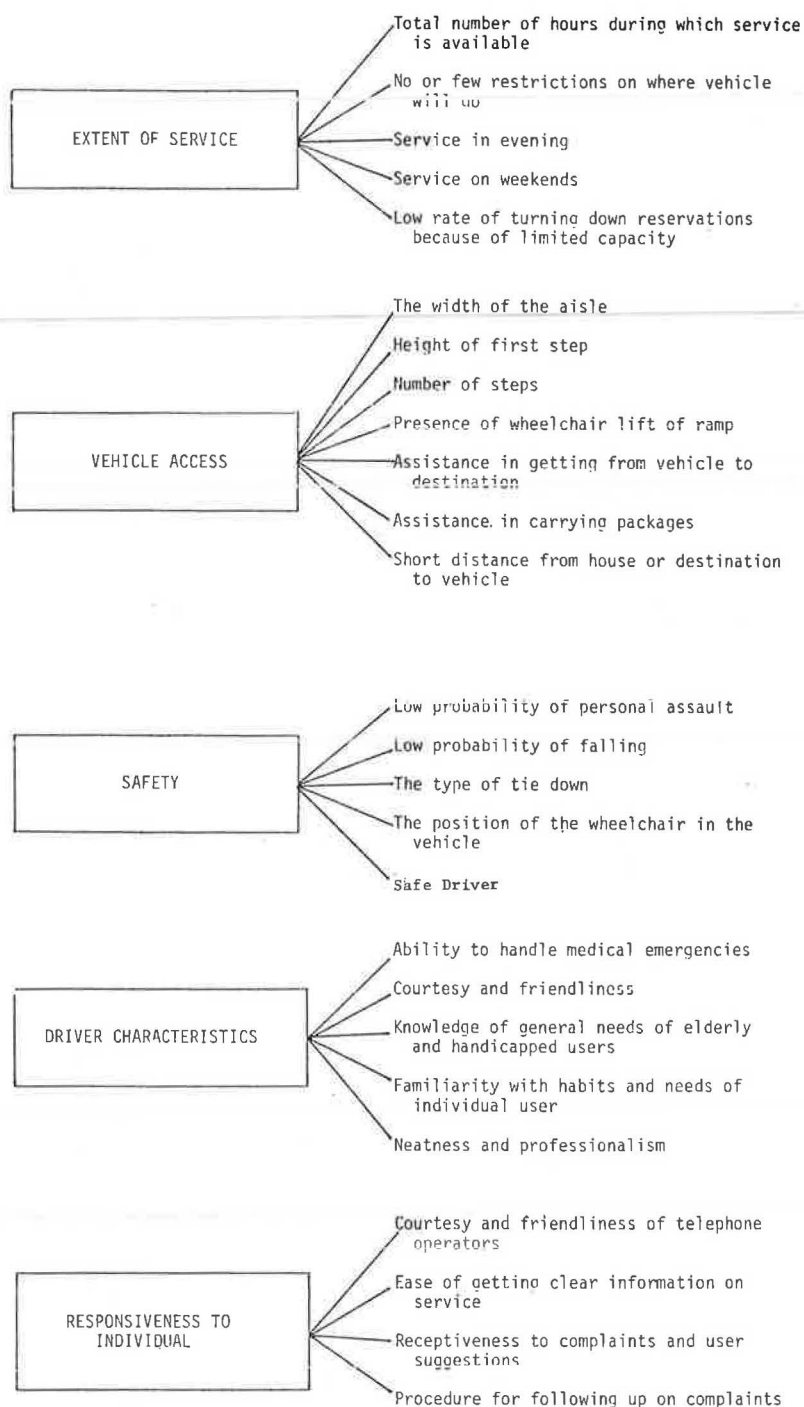 Total number of hours during which service
is available
No or few restrictions on where vehicle
will go
EXTENT OF SERVICE
Service in evening
Service on weekends
Low rate of turning down reservations
because of limited capacity
The width of the aisle
Height of first step
Number of steps
Presence of wheelchair lift of ramp
VEHICLE ACCESS
Assistance in getting from vehicle to
destination
Assistance in carrying packages
Short distance from house or destination
to vehicle
Low probability of personal assault
Low probability of falling
SAFETY
The type of tie down
The position of the wheelchair in the
vehicle
Safe Driver
Ability to handle medical emergencies
Courtesy and friendliness
DRIVER CHARACTERISTICS
Knowledge of general needs of elderly
and handicapped users
Familiarity with habits and needs of
individual user
Neatness and professionalism
Courtesy and friendliness of telephone
operators
Ease of getting clear information on
service
RESPONSIVENESS TO
INDIVIDUAL
Receptiveness to complaints and user
suggestions
Procedure for following up on complaints